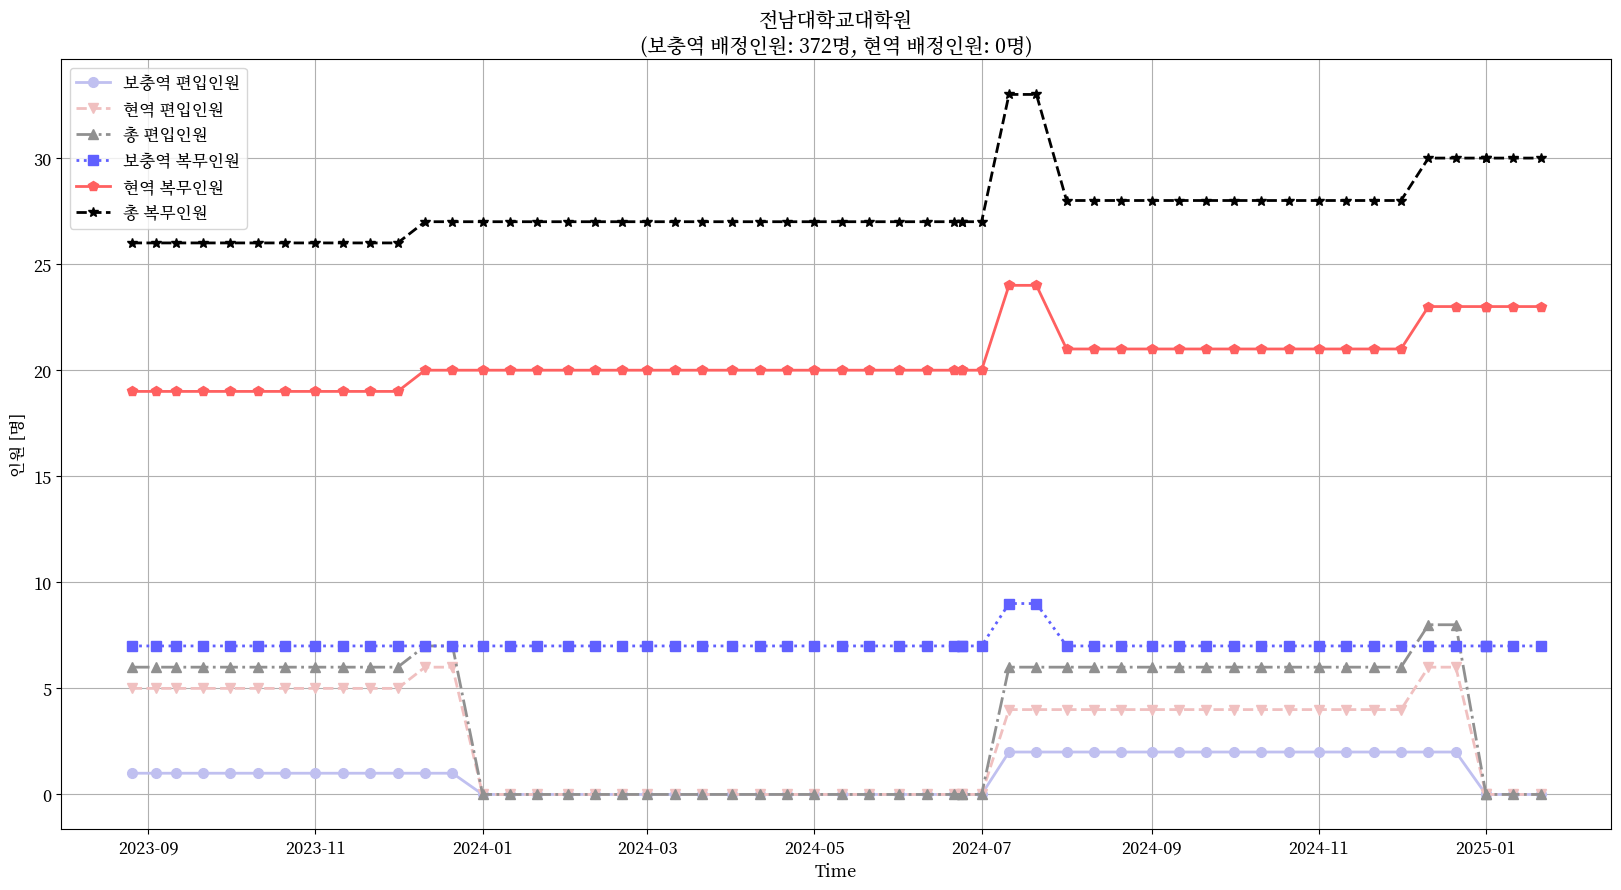 전남대학교대학원
(보충역 배정인원: 372명, 현역 배정인원: 0명)
보충역 편입인원
현역 편입인원
총 편입인원
보충역 복무인원
현역 복무인원
총 복무인원
인원 [명]
30
25
20
15
10
5
0
2023-09 2023-11 2024-01 2024-03 2024-05 2024-07 2024-09 2024-11 2025-01
Time